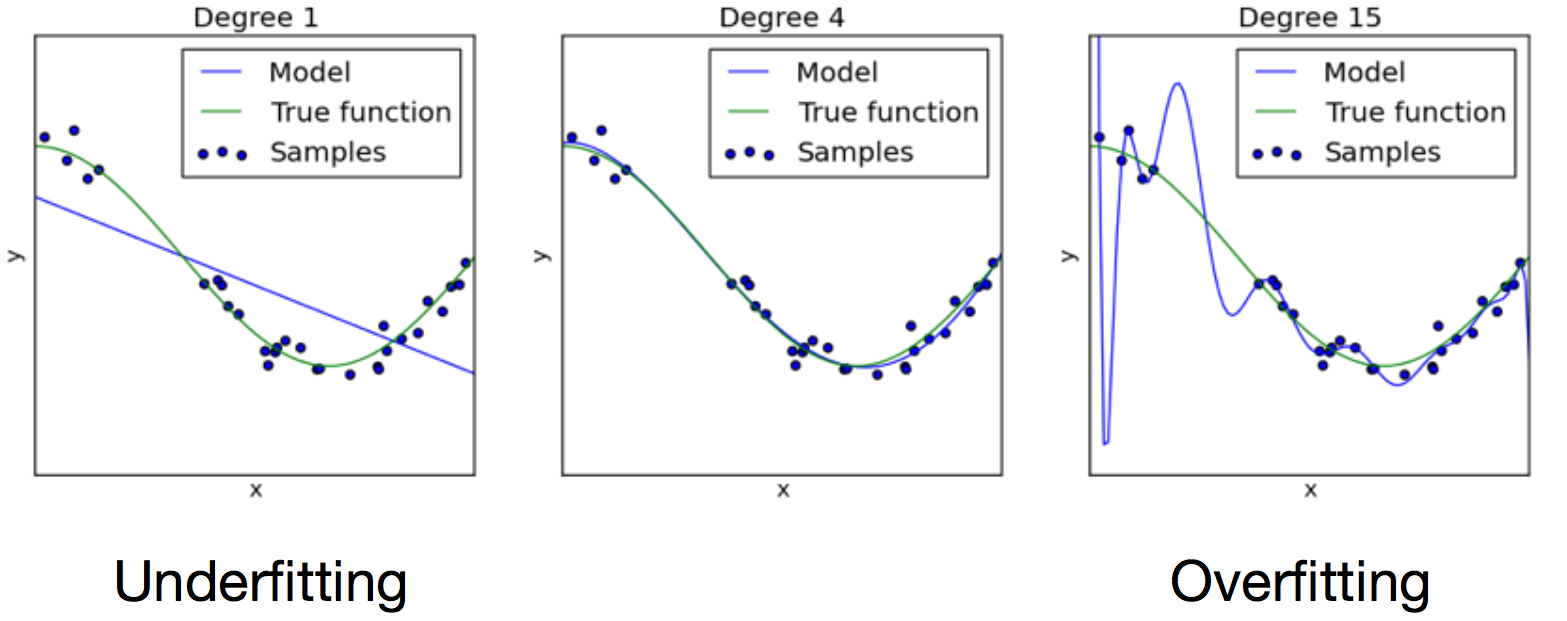 Degree 1
Model
True function
Samples
y
x
Degree 4
Model
True function
Samples
y
x
Degree 15
Model
True function
Samples
y
x
Underfitting
Overfitting